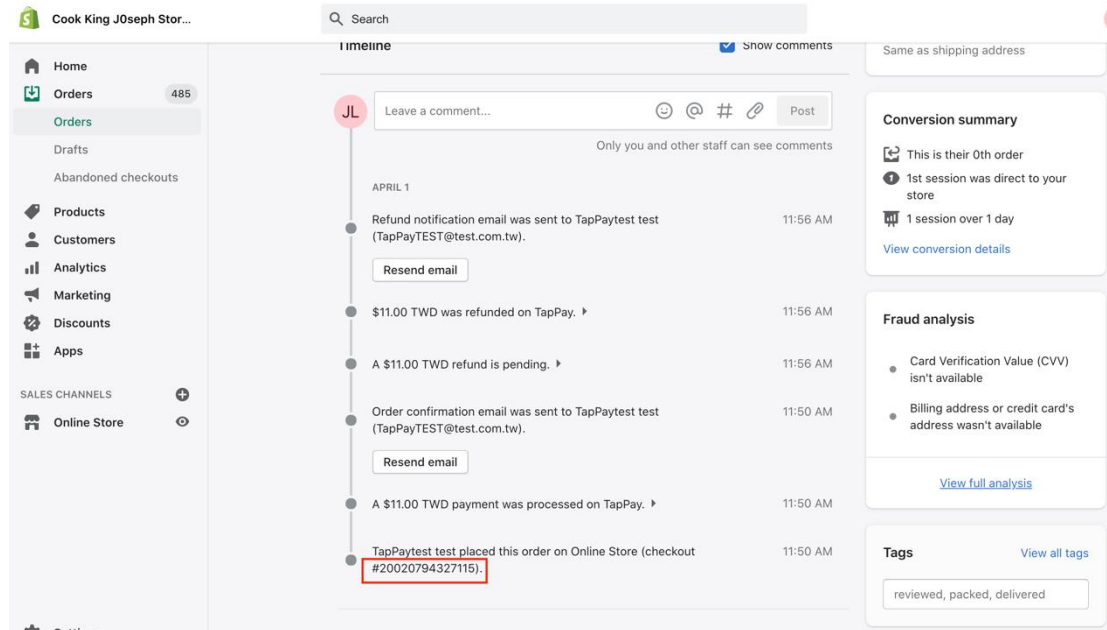 Cook King J0seph Stor...
Search
Home
Orders 485
Orders
Drafts
Abandoned checkouts
Products
Customers
Analytics
Marketing
Discounts
Apps
SALES CHANNELS
Online Store
Timeline
Show comments
JL
Leave a comment...
Post
Only you and other staff can see comments
APRIL 1
Refund notification email was sent to TapPaytest test 11:56 AM
(TapPayTEST@test.com.tw).
Resend email
$11.00 TWD was refunded on TapPay. 11:56 AM
A $11.00 TWD refund is pending. 11:56 AM
Order confirmation email was sent to TapPaytest test 11:50 AM
(TapPayTEST@test.com.tw).
Resend email
A $11.00 TWD payment was processed on TapPay. 11:50 AM
TapPaytest test placed this order on Online Store (checkout 11:50 AM
#20020794327115).
Same as shipping address
Conversion summary
This is their 0th order
1st session was direct to your
store
1 session over 1 day
View conversion details
Fraud analysis
Card Verification Value (CVV)
isn't available
Billing address or credit card's
address wasn't available
View full analysis
Tags View all tags
reviewed, packed, delivered